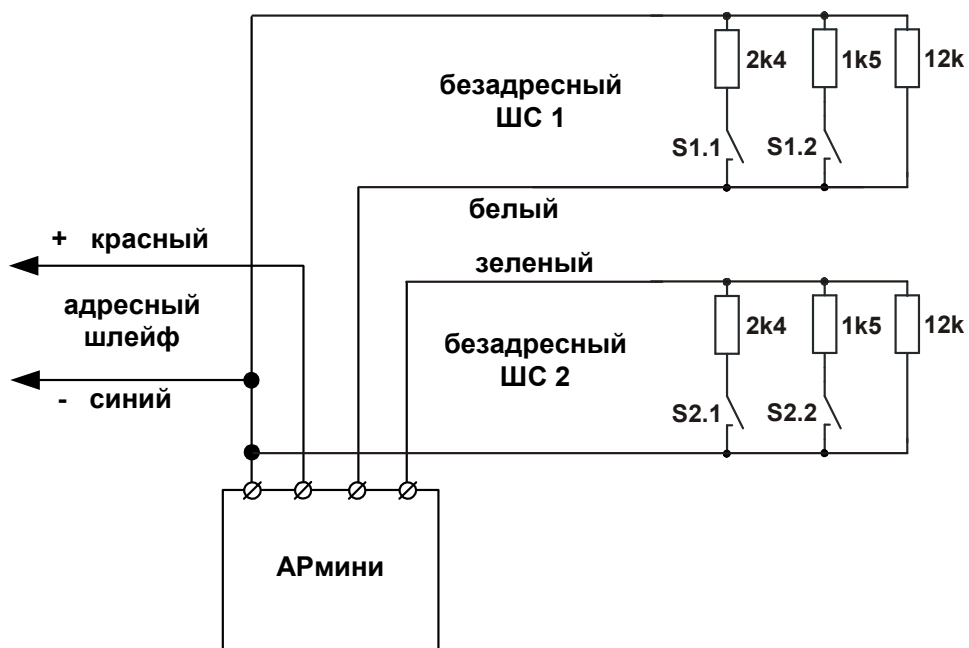 2k4
1k5
12k
безадресный
ШС 1
S1.1
S1.2
белый
+ красный
зеленый
адресный
шлейф
2k4
1k5
12k
безадресный
ШС 2
- синий
S2.1
S2.2
АРмини